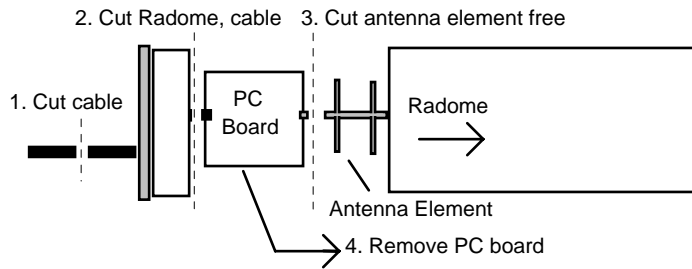 2. Cut Radome, cable
3. Cut antenna element free
1. Cut cable
PC
Board
Radome
Antenna Element
4. Remove PC board